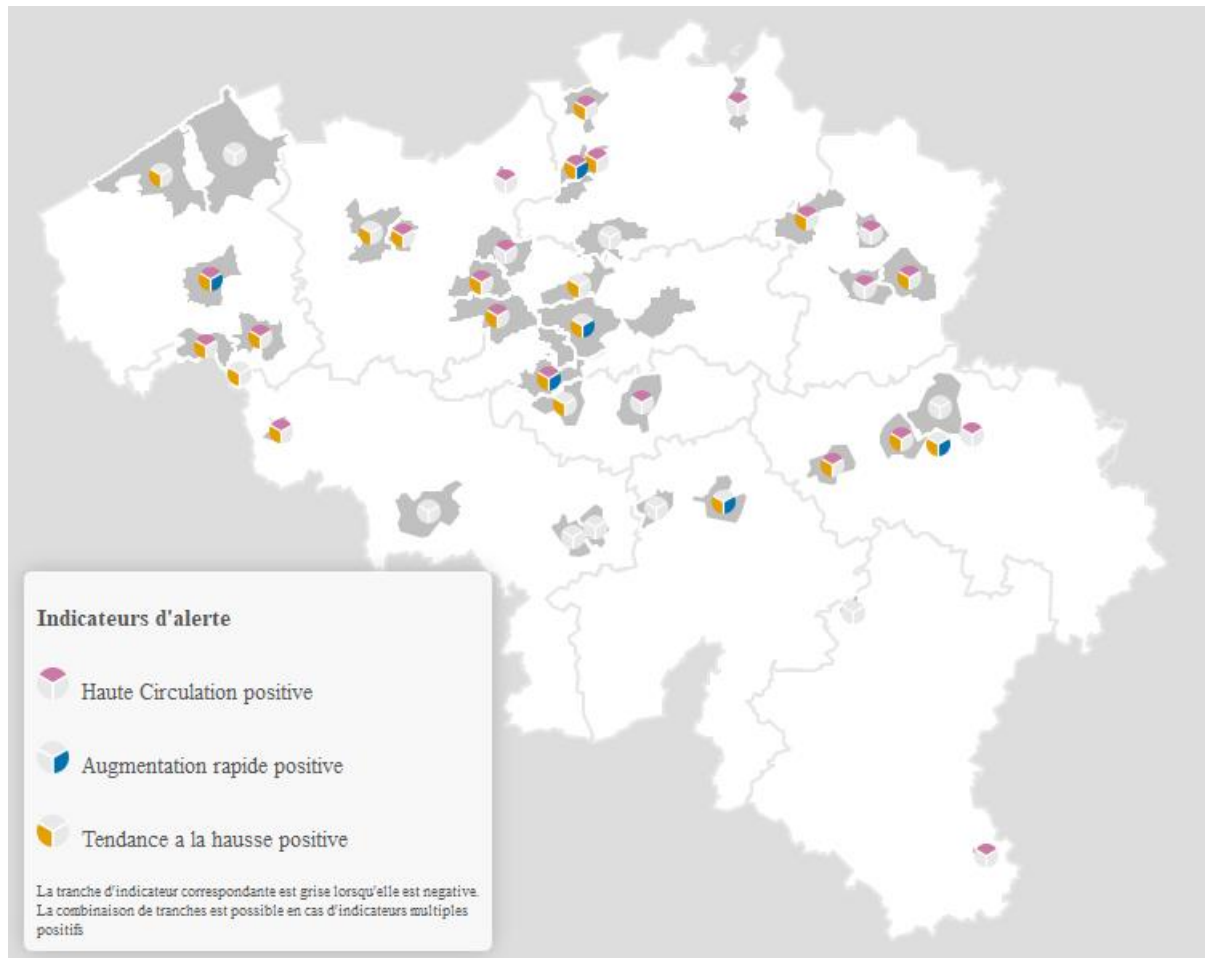 Indicateurs d'alerte
Haute Circulation positive
Augmentation rapide positive
Tendance a la hausse positive
La tranche d'indicateur correspondante est grise lorsqu'elle est negative.
La combinaison de tranches est possible en cas d'indicateurs multiples
positifs